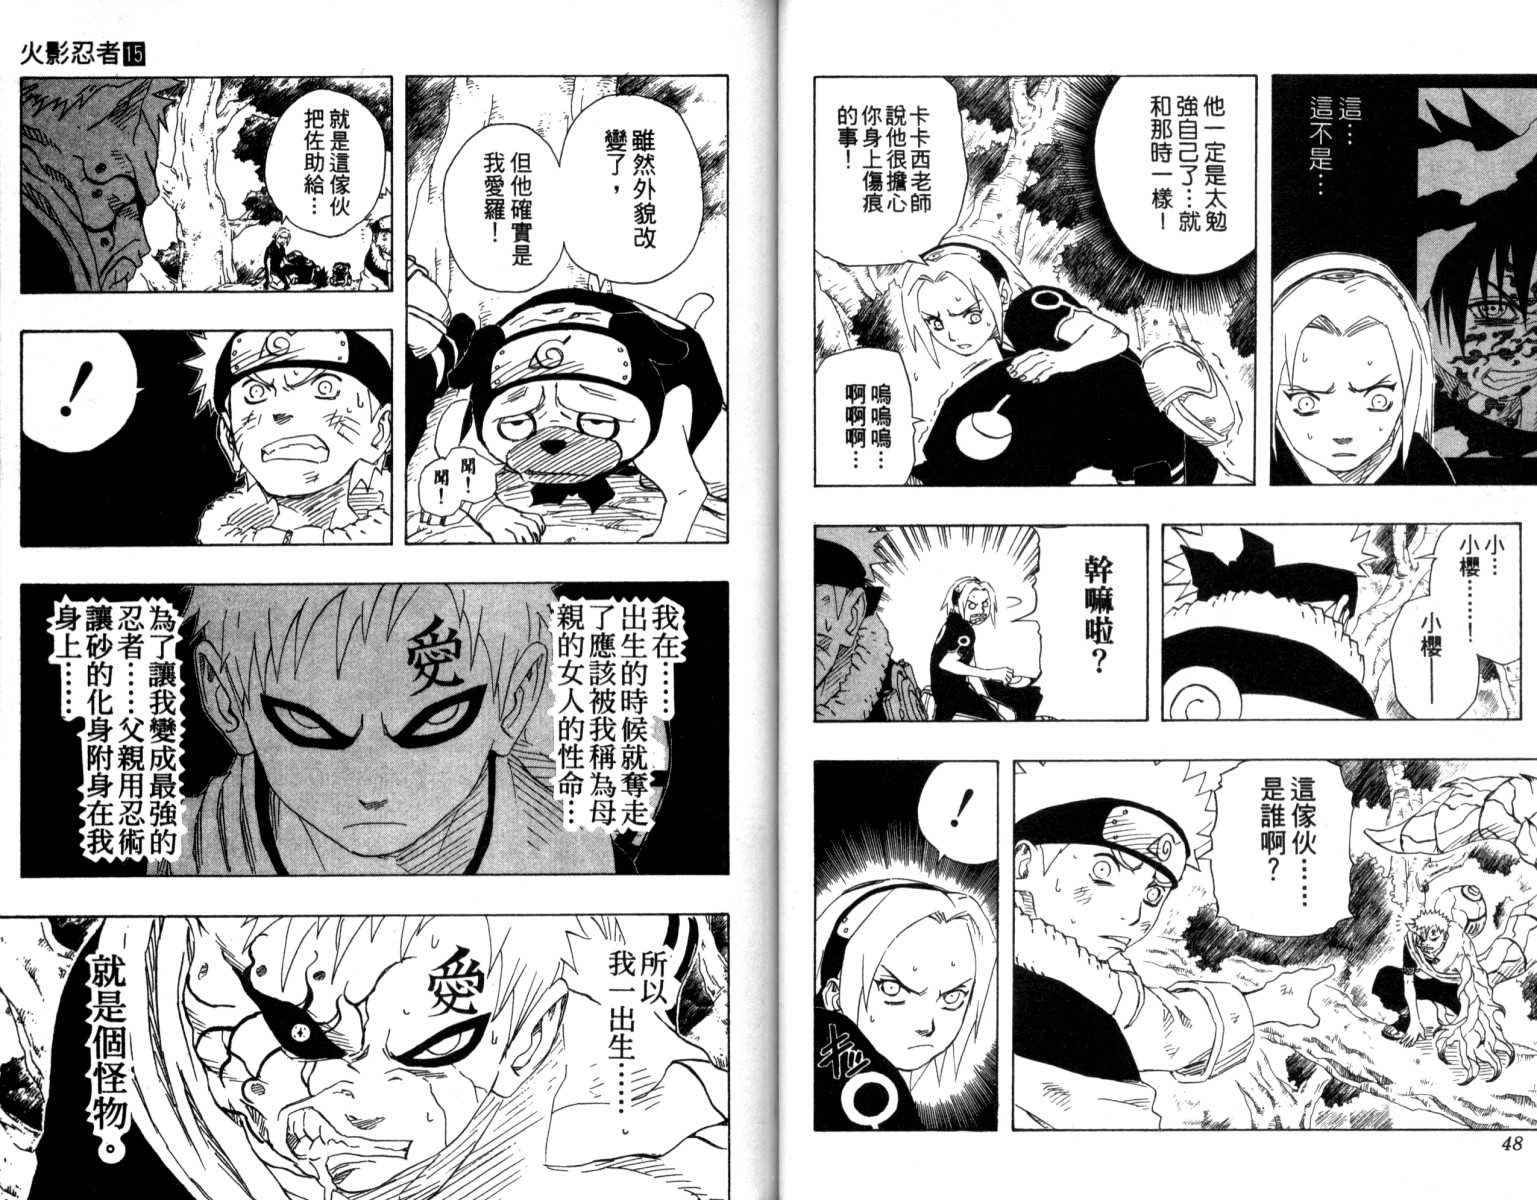 這…
這不是…
他一定是太勉
強自己了…就
和那時一樣！
卡卡西老師
說他很擔心
你身上傷痕
的事！
嗚嗚嗚…
啊啊啊…
小…
小櫻………！
小櫻——
幹嘛啦？
這傢伙……
是誰啊？
！
キッ
48
火影忍者15
雖然外貌改
變了，
但他確實是
我愛羅！
聞！
聞！
就是這傢伙
把佐助給…
！
我在……
出生的時候就奪走
了應該被我稱為母
親的女人的性命…
愛
為了讓我變成最強的
忍者……父親用忍術
讓砂的化身附身在我
身上……
所以
我一出生……
愛
就是個怪物。